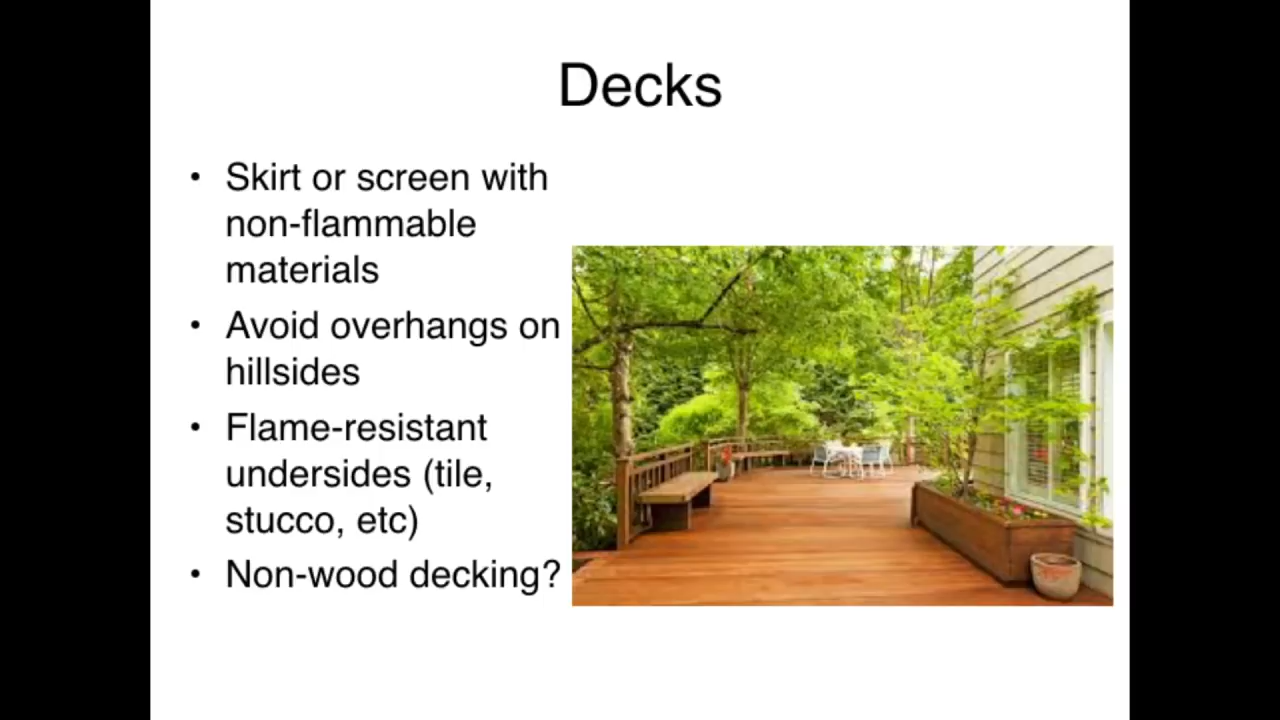 Decks
• Skirt or screen with
non-flammable
materials
• Avoid overhangs on
hillsides
• Flame-resistant
undersides (tile,
stucco, etc)
• Non-wood decking?